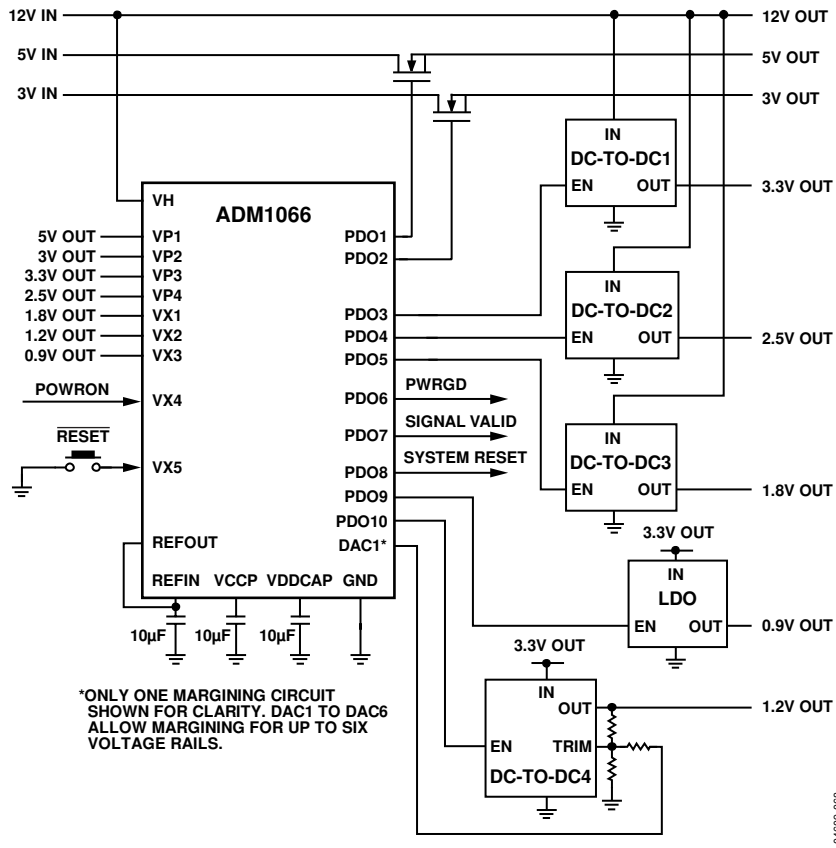 12V IN
12V OUT
5V IN
5V OUT
3V IN
3V OUT
IN
DC-TO-DC1
EN OUT
3.3V OUT
VH
ADM1066
5V OUT
VP1
PDO1
3V OUT
VP2
PDO2
3.3V OUT
VP3
2.5V OUT
VP4
1.8V OUT
VX1
PDO3
1.2V OUT
VX2
PDO4
0.9V OUT
VX3
PDO5
IN
DC-TO-DC2
EN OUT
2.5V OUT
POWRON
VX4
PDO6
PWRGD
PDO7
SIGNAL VALID
RESET
VX5
PDO8
SYSTEM RESET
PDO9
PDO10
DAC1*
IN
DC-TO-DC3
EN OUT
1.8V OUT
REFOUT
REFIN VCCP VDDCAP GND
10µF 10µF 10µF
3.3V OUT
IN
LDO
EN OUT
0.9V OUT
3.3V OUT
IN
OUT
1.2V OUT
EN
TRIM
DC-TO-DC4
*ONLY ONE MARGINING CIRCUIT
SHOWN FOR CLARITY. DAC1 TO DAC6
ALLOW MARGINING FOR UP TO SIX
VOLTAGE RAILS.